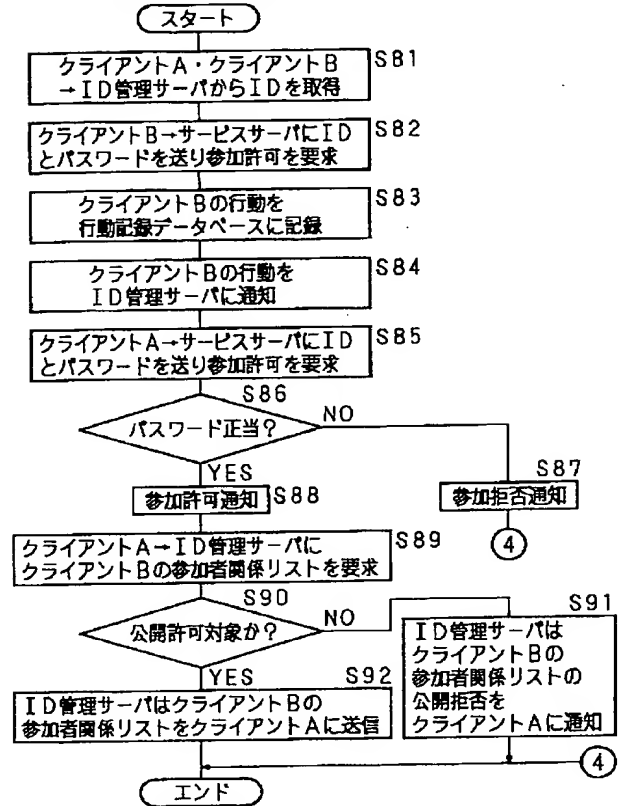 スタート
クライアントA・クライアントB
→ID管理サーバからIDを取得
S81
クライアントB→サービスサーバにID
とパスワードを送り参加許可を要求
S82
クライアントBの行動を
行動記録データベースに記録
S83
クライアントBの行動を
ID管理サーバに通知
S84
クライアントA→サービスサーバにID
とパスワードを送り参加許可を要求
S85
S86
パスワード正当?
NO
YES
S87
参加拒否通知
④
参加許可通知
S88
クライアントA→ID管理サーバに
クライアントBの参加者関係リストを要求
S89
S90
公開許可対象か?
NO
YES
S91
ID管理サーバは
クライアントBの
参加者関係リストの
公開拒否を
クライアントAに通知
S92
ID管理サーバはクライアントBの
参加者関係リストをクライアントAに送信
④
エンド